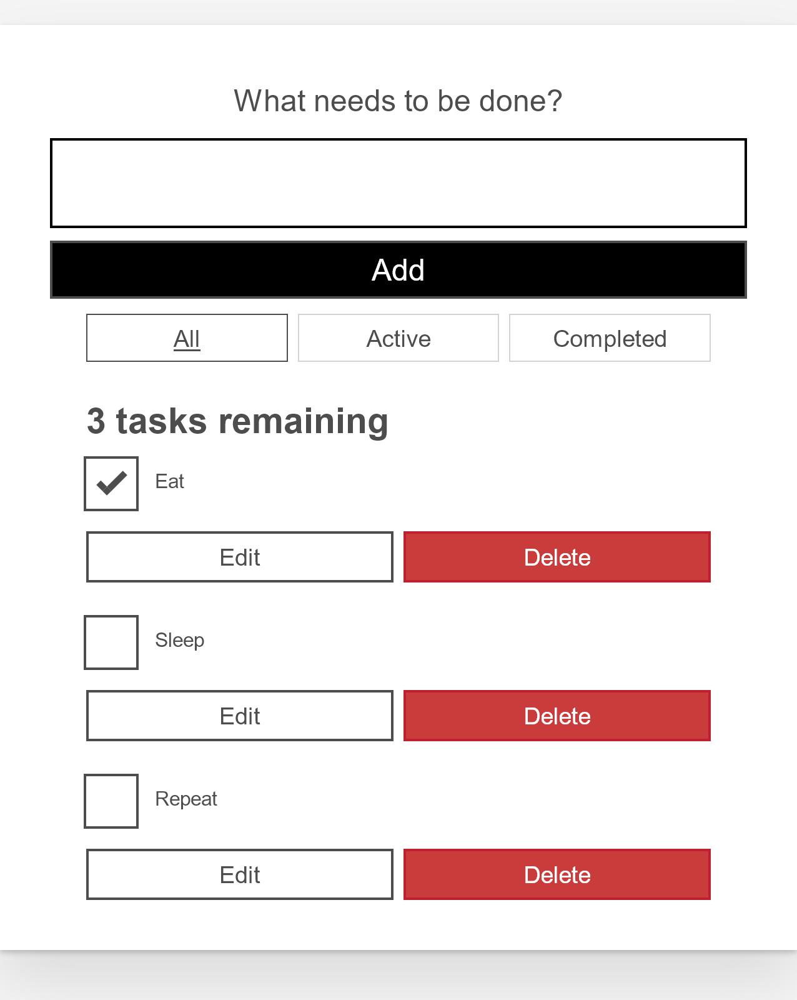 What needs to be done?
Add
All Active Completed
3 tasks remaining
Eat
Edit Delete
Sleep
Edit Delete
Repeat
Edit Delete